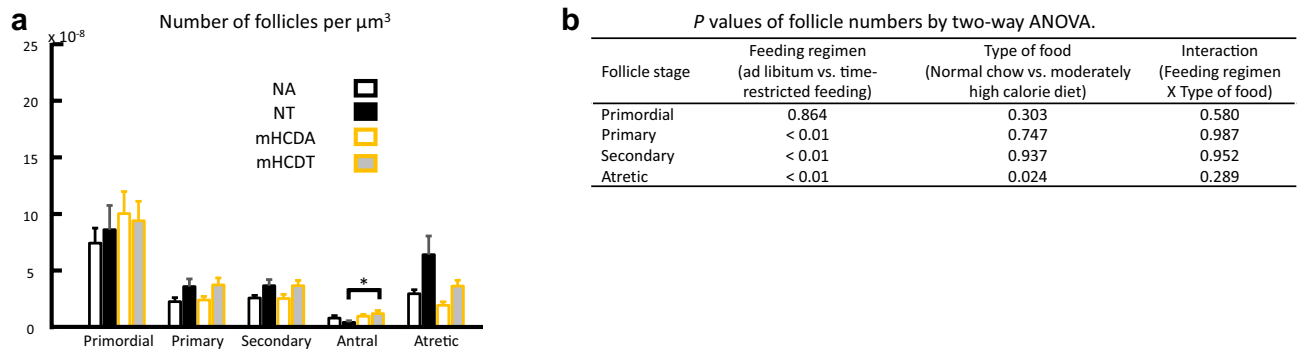 a
Number of follicles per μm³
x 10⁻⁸
25
20
15
10
5
0
NA
NT
mHCDA
mHCDT
*
Primordial Primary Secondary Antral Atretic
b
P values of follicle numbers by two-way ANOVA.
Follicle stage
Feeding regimen
(ad libitum vs. time-
restricted feeding)
Type of food
(Normal chow vs. moderately
high calorie diet)
Interaction
(Feeding regimen
X Type of food)
Primordial 0.864 0.303 0.580
Primary < 0.01 0.747 0.987
Secondary < 0.01 0.937 0.952
Atretic < 0.01 0.024 0.289